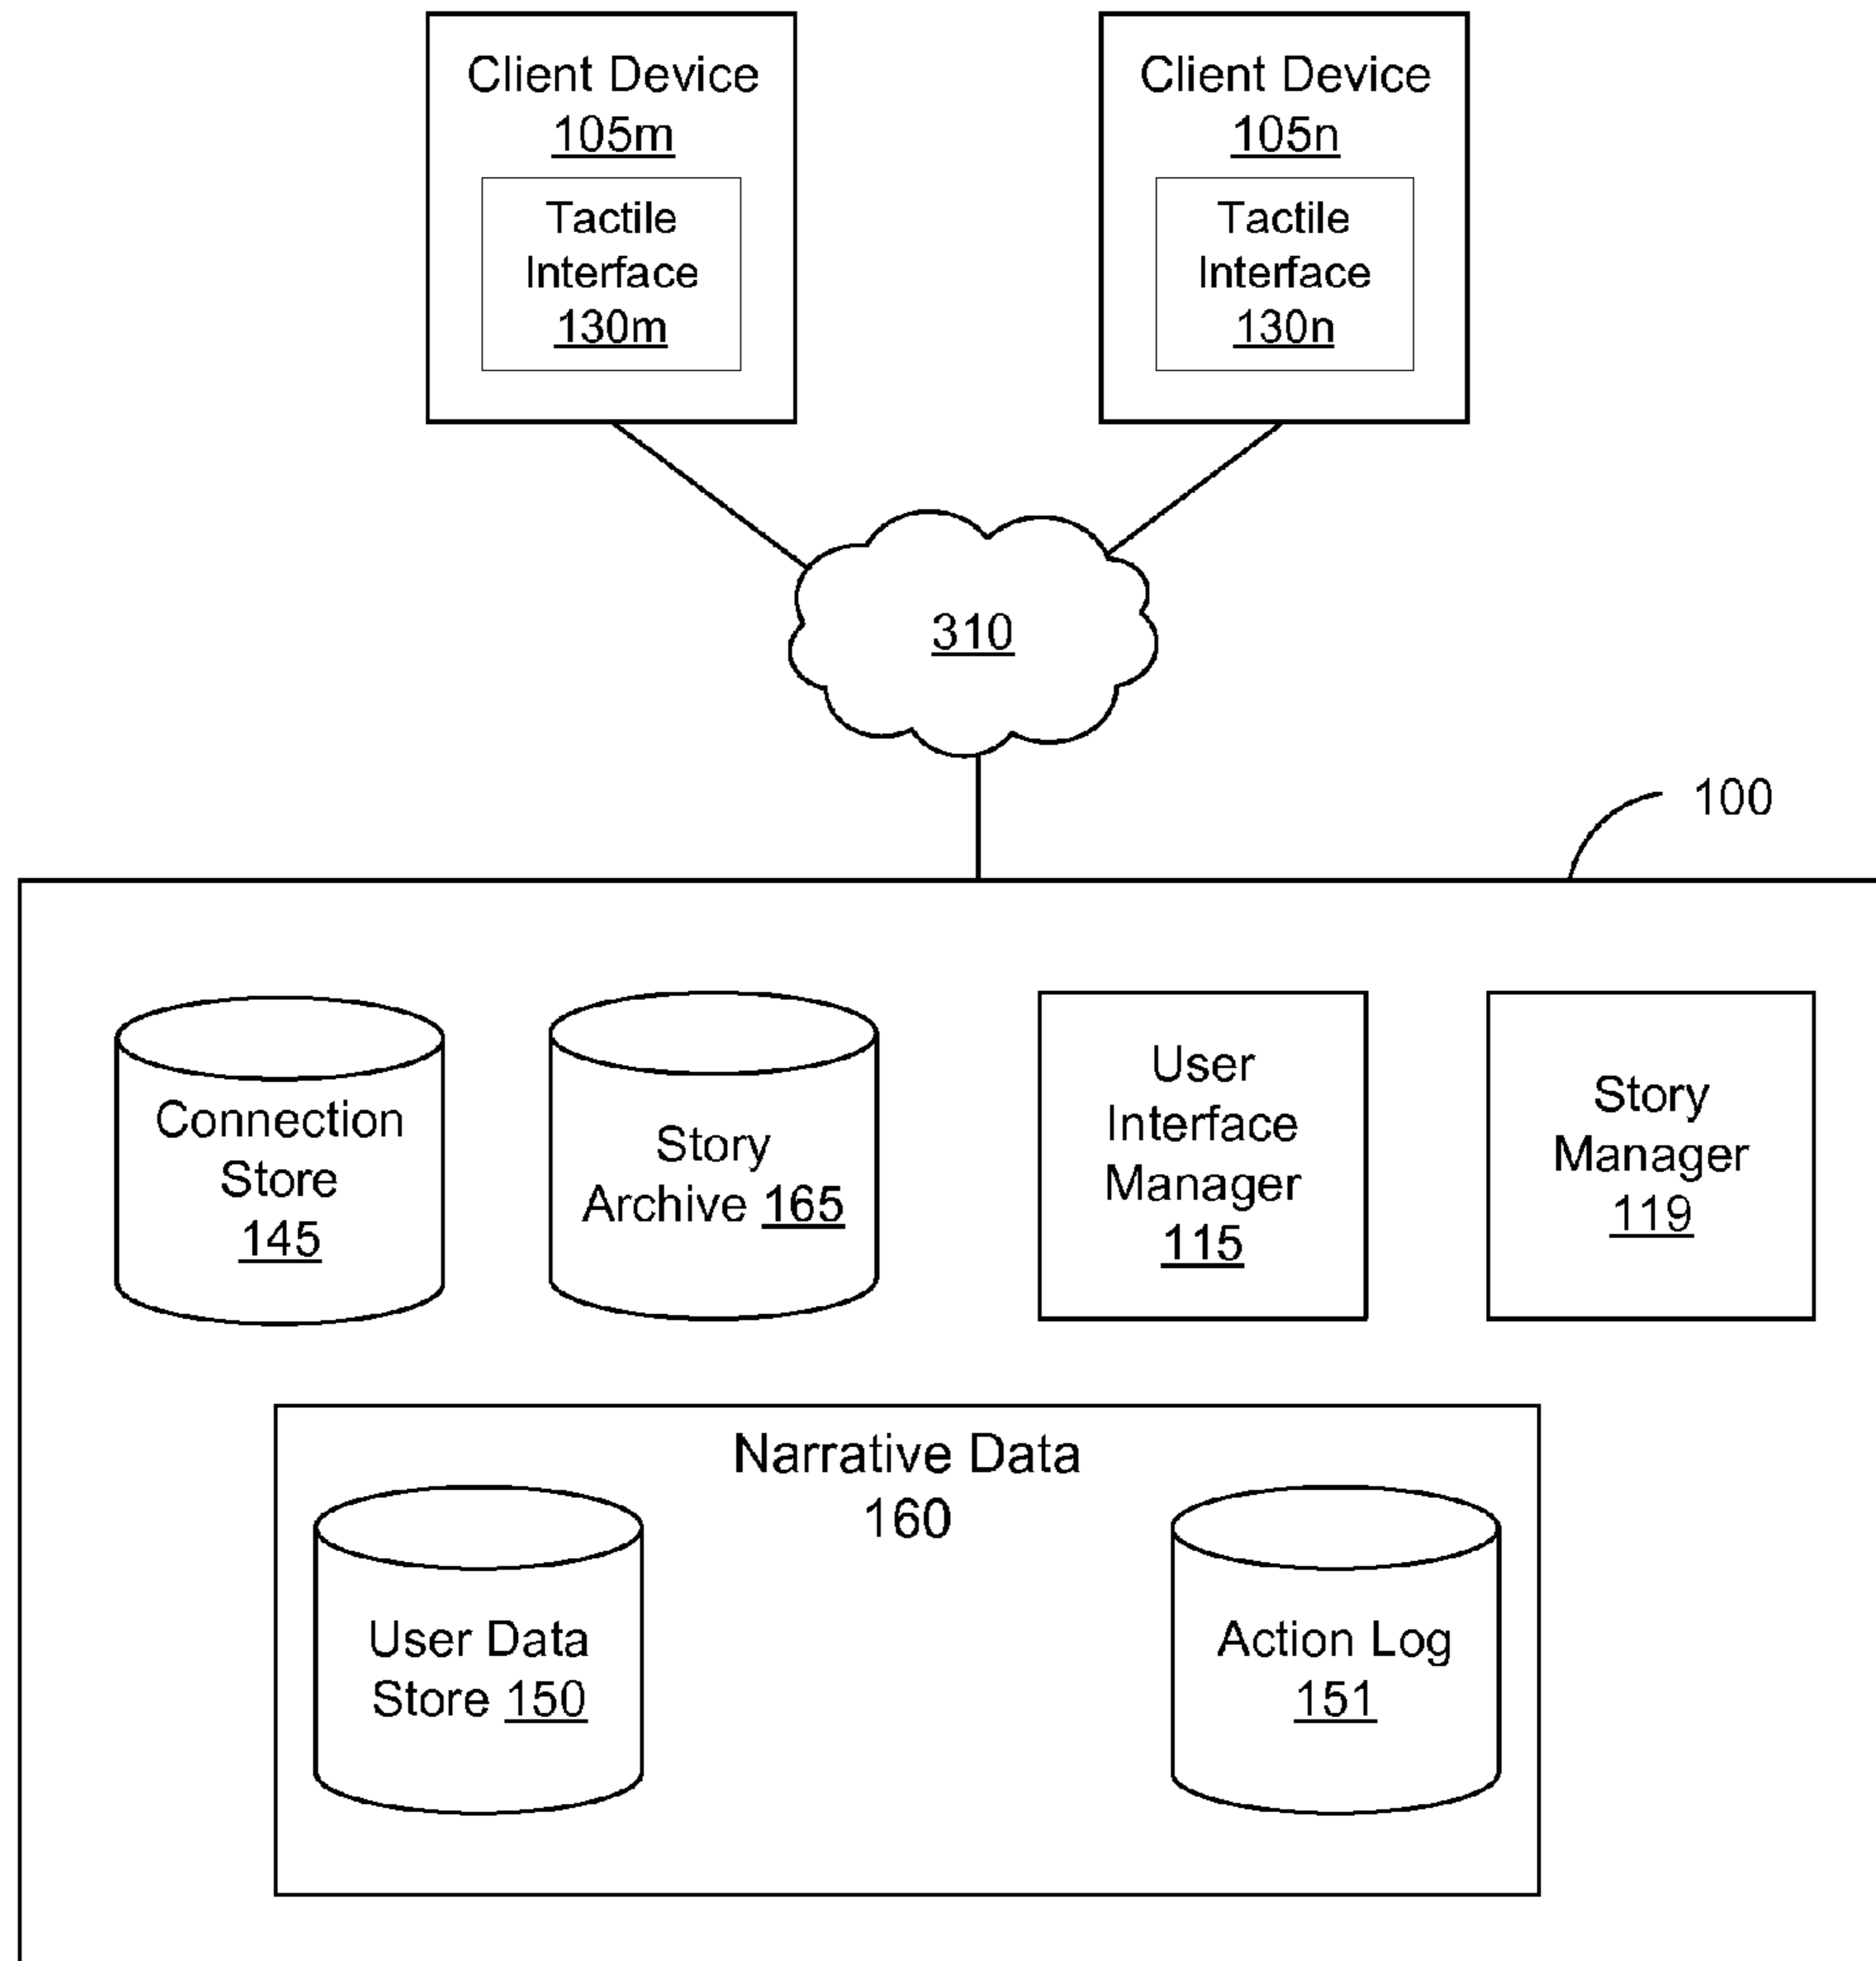 Client Device
105m
Tactile
Interface
130m
Client Device
105n
Tactile
Interface
130n
310
100
Connection
Store
145
Story
Archive 165
User
Interface
Manager
115
Story
Manager
119
Narrative Data
160
User Data
Store 150
Action Log
151